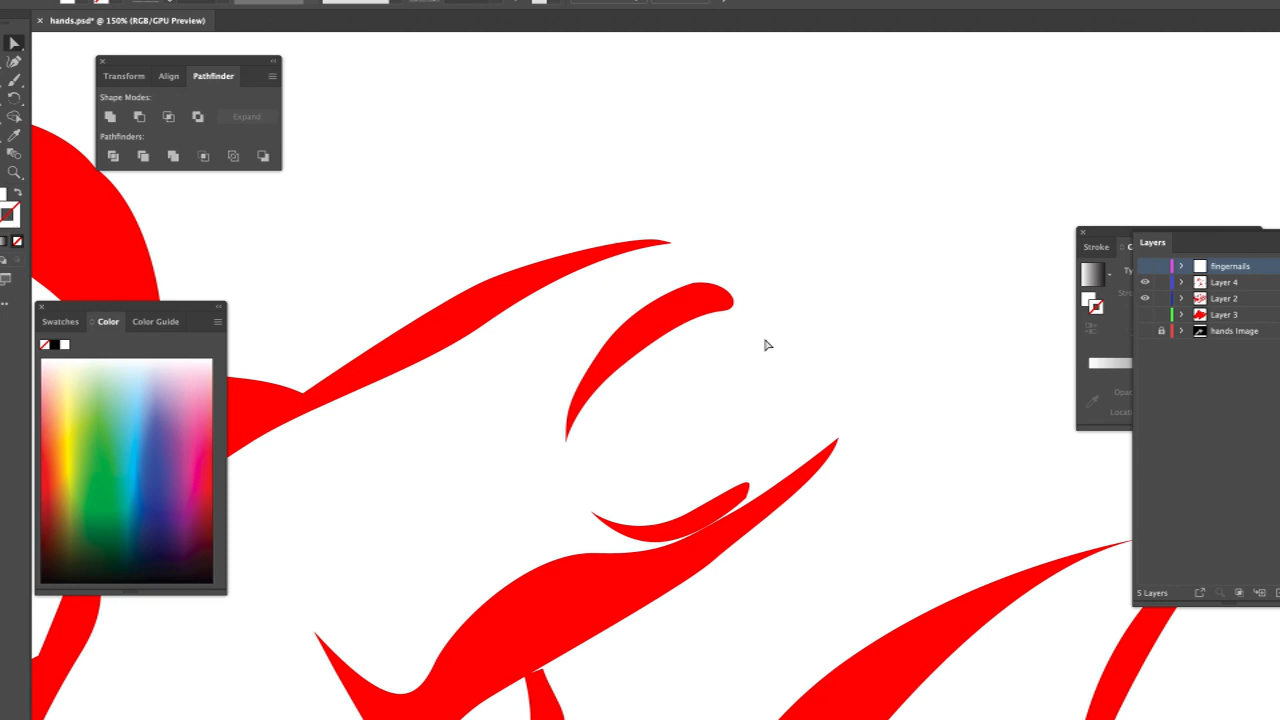 hands.psd* @ 150% (RGB/GPU Preview)
Transform Align Pathfinder
Shape Modes:
Expand
Pathfinders:
Swatches Color Color Guide
Stroke
Layers
fingernails
Layer 4
Layer 2
Layer 3
hands Image
5 Layers